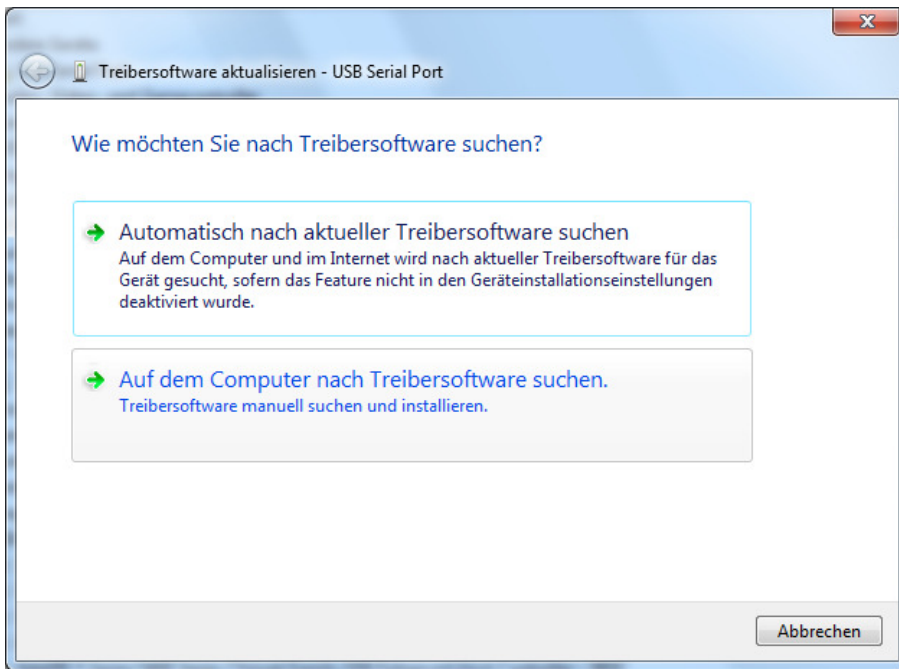 Treibersoftware aktualisieren - USB Serial Port
Wie möchten Sie nach Treibersoftware suchen?
Automatisch nach aktueller Treibersoftware suchen
Auf dem Computer und im Internet wird nach aktueller Treibersoftware für das
Gerät gesucht, sofern das Feature nicht in den Geräteinstallationseinstellungen
deaktiviert wurde.
Auf dem Computer nach Treibersoftware suchen.
Treibersoftware manuell suchen und installieren.
Abbrechen